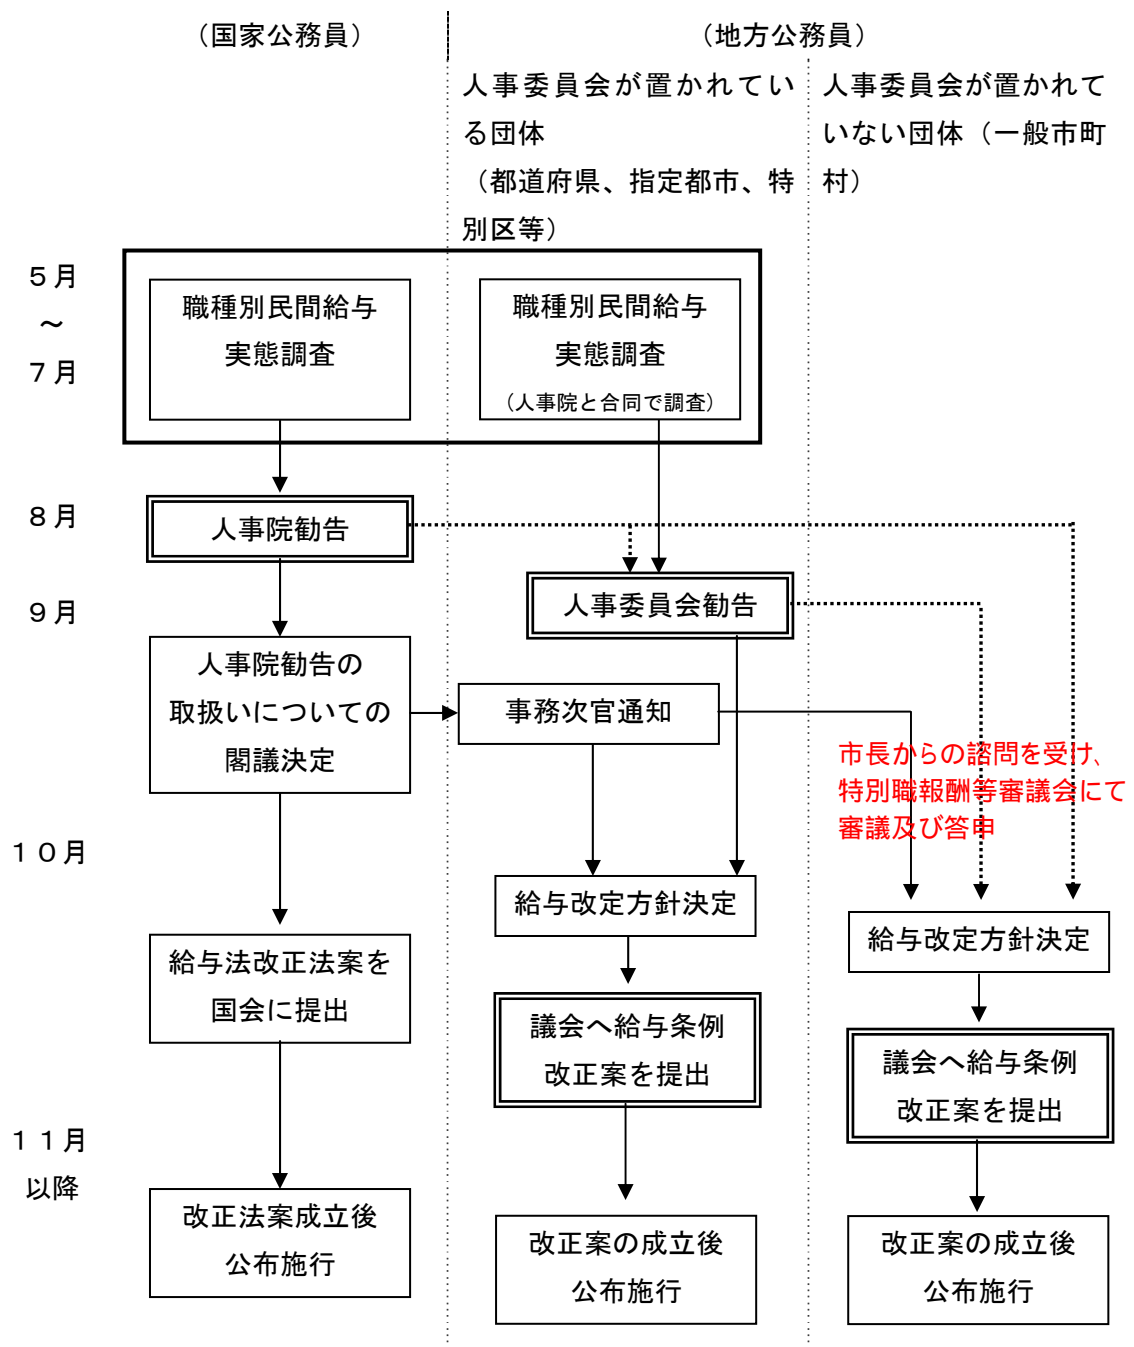 （国家公務員）
（地方公務員）
人事委員会が置かれてい
る団体
（都道府県、指定都市、特
別区等）
人事委員会が置かれて
いない団体（一般市町
村）
５月
～
７月
職種別民間給与
実態調査
職種別民間給与
実態調査
（人事院と合同で調査）
８月
人事院勧告
９月
人事委員会勧告
人事院勧告の
取扱いについての
閣議決定
事務次官通知
市長からの諮問を受け、
特別職報酬等審議会にて
審議及び答申
１０月
給与改定方針決定
給与改定方針決定
給与法改正法案を
国会に提出
議会へ給与条例
改正案を提出
議会へ給与条例
改正案を提出
１１月
以降
改正法案成立後
公布施行
改正案の成立後
公布施行
改正案の成立後
公布施行